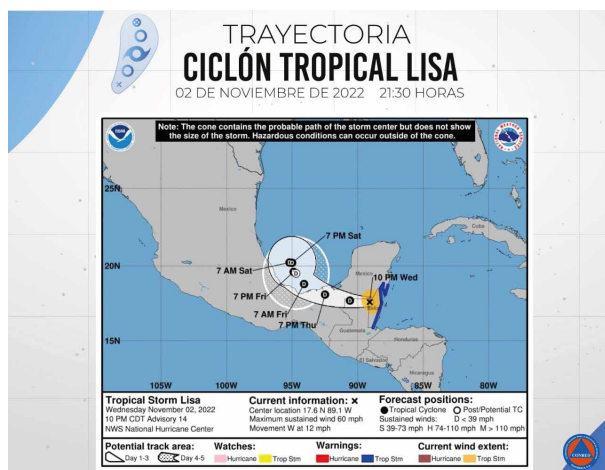 TRAYECTORIA
CICLÓN TROPICAL LISA
02 DE NOVIEMBRE DE 2022 21:30 HORAS
Note: The cone contains the probable path of the storm center but does not show
the size of the storm. Hazardous conditions can occur outside of the cone.
NOAA
25N
Mexico
7 PM Sat
Cuba
20N
7 AM Sat
Mexico
10 PM Wed
7 PM Fri
7 AM Fri
7 PM Thu
Guatemala
15N
Honduras
El Salvador
Nicaragua
105W 100W 95W 90W 85W 80W
Tropical Storm Lisa
Wednesday November 02, 2022
10 PM CDT Advisory 14
NWS National Hurricane Center
Current information: ×
Center location 17.6 N 89.1 W
Maximum sustained wind 60 mph
Movement W at 12 mph
Forecast positions:
Tropical Cyclone Post/Potential TC
Sustained winds: D < 39 mph
S 39-73 mph H 74-110 mph M > 110 mph
Potential track area:
Day 1-3 Day 4-5
Watches:
Hurricane Trop Stm
Warnings:
Hurricane Trop Stm
Current wind extent:
Hurricane Trop Stm
CONRED